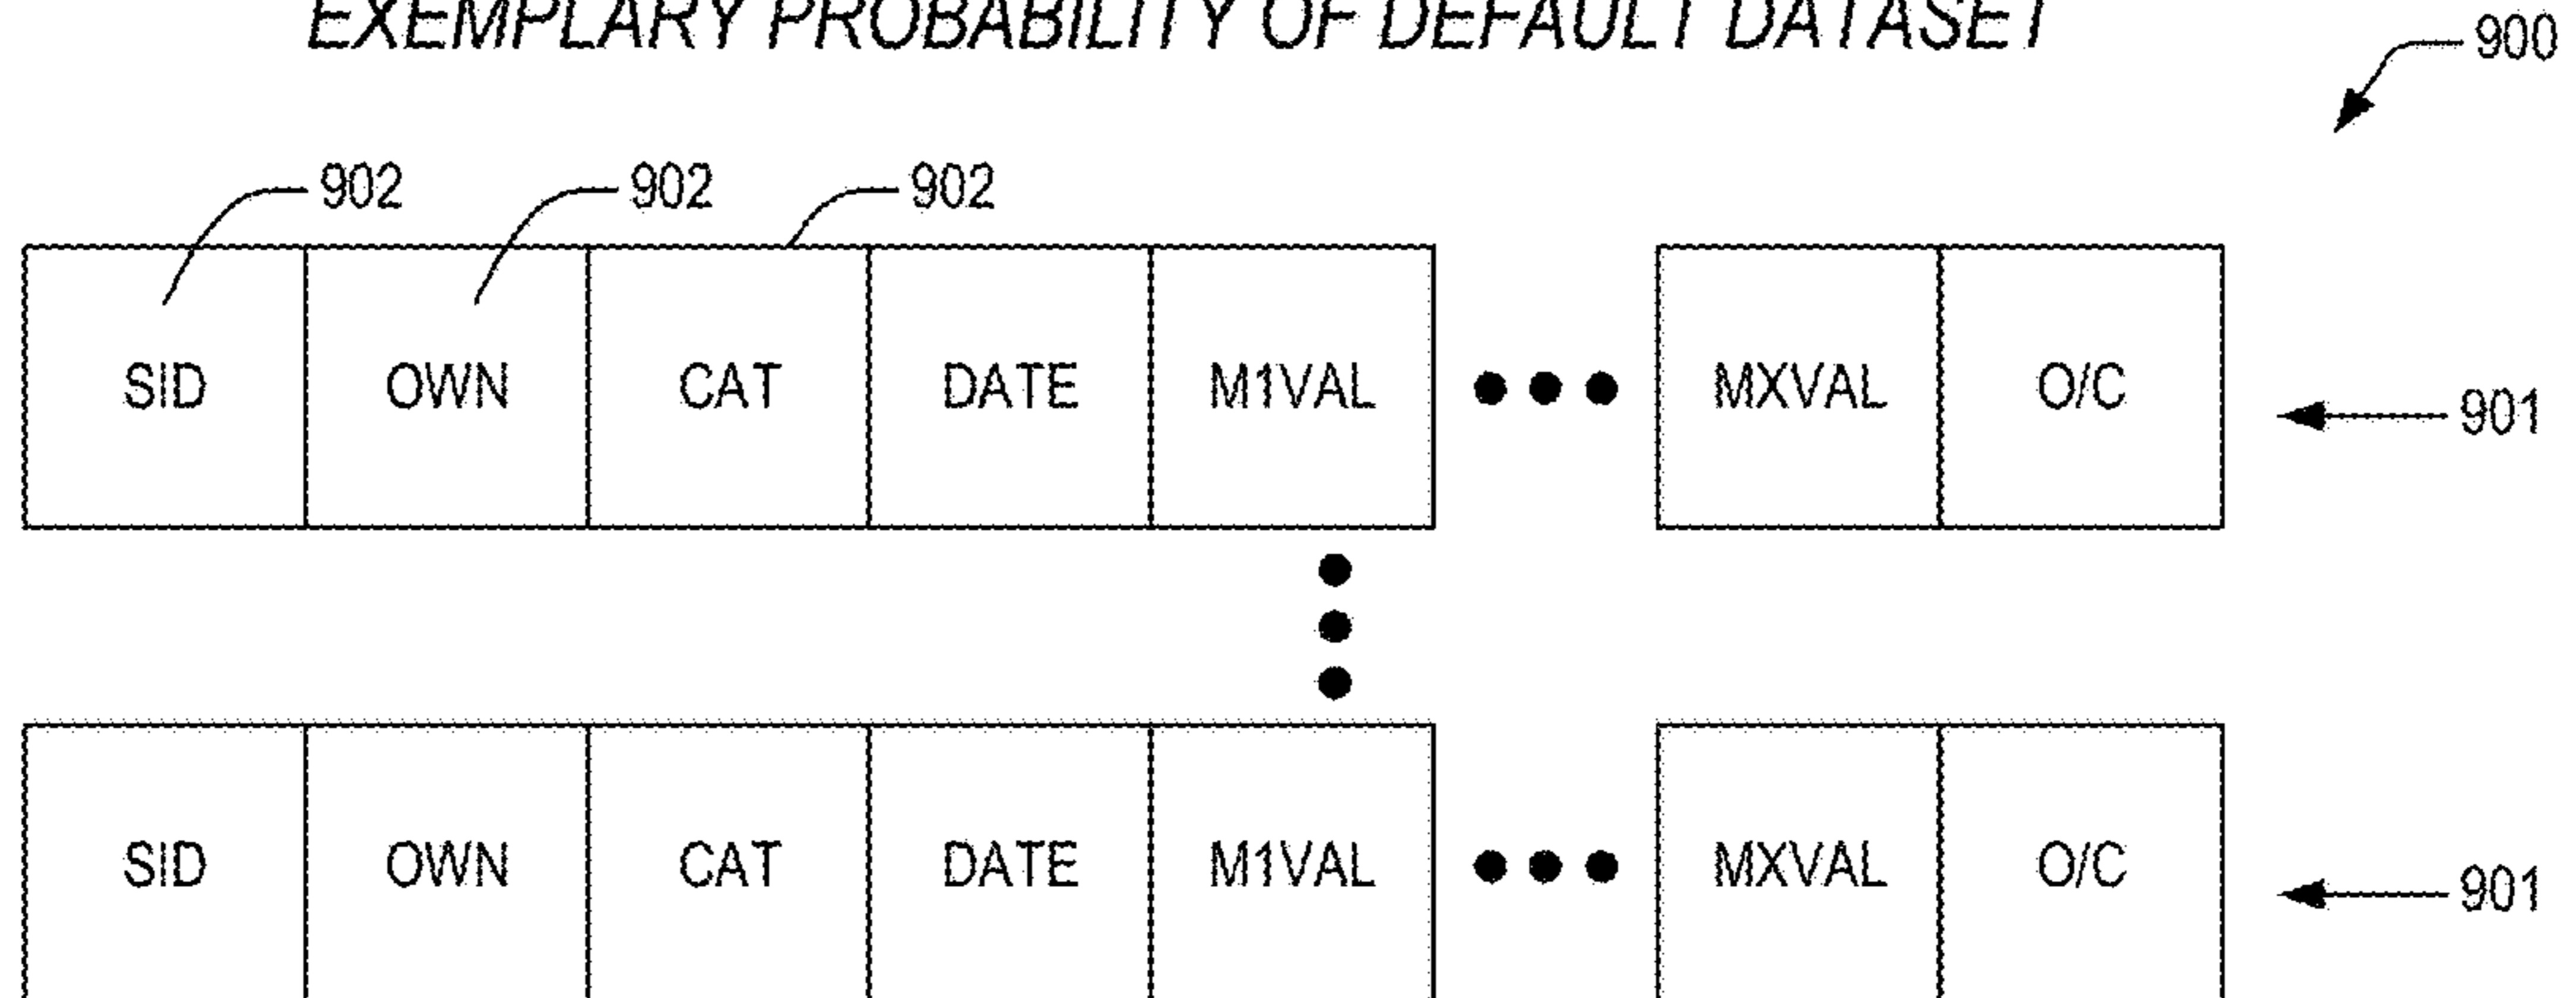 EXEMPLARY PROBABILITY OF DEFAULT DATASET
900
902 902 902
SID OWN CAT DATE M1VAL ●●● MXVAL O/C 901
SID OWN CAT DATE M1VAL ●●● MXVAL O/C 901